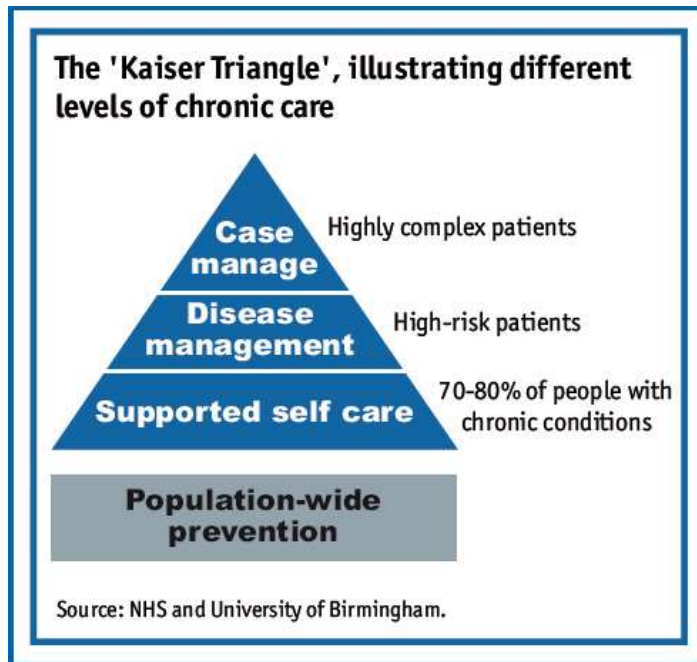 The 'Kaiser Triangle', illustrating different
levels of chronic care
Case
manage
Highly complex patients
Disease
management
High-risk patients
Supported self care
70-80% of people with
chronic conditions
Population-wide
prevention
Source: NHS and University of Birmingham.